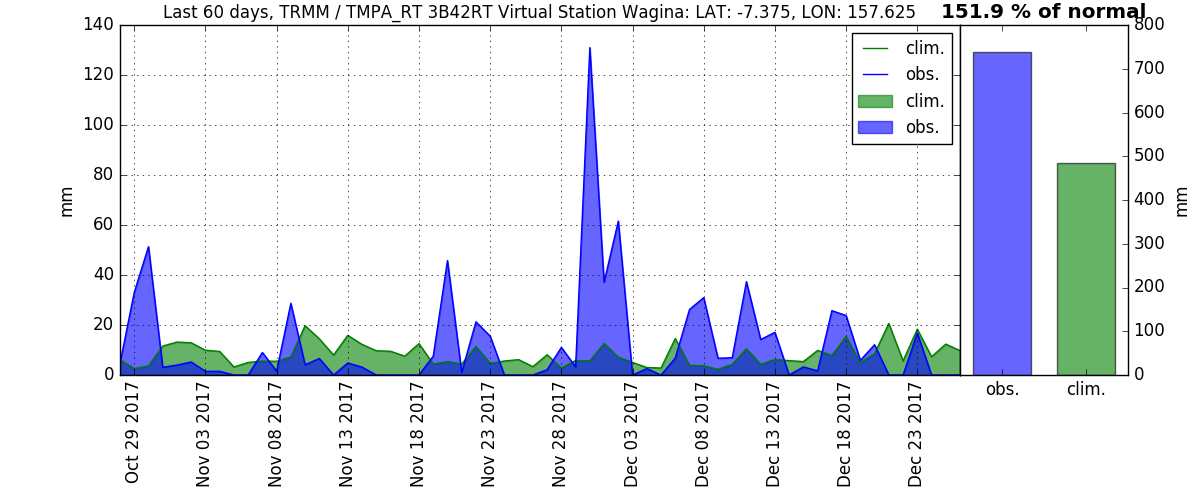 Last 60 days, TRMM / TMPA_RT 3B42RT Virtual Station Wagina: LAT: -7.375, LON: 157.625
151.9 % of normal
140
120
100
80
60
40
20
0
mm
clim.
obs.
clim.
obs.
800
700
600
500
400
300
200
100
0
mm
Oct 29 2017
Nov 03 2017
Nov 08 2017
Nov 13 2017
Nov 18 2017
Nov 23 2017
Nov 28 2017
Dec 03 2017
Dec 08 2017
Dec 13 2017
Dec 18 2017
Dec 23 2017
obs.
clim.